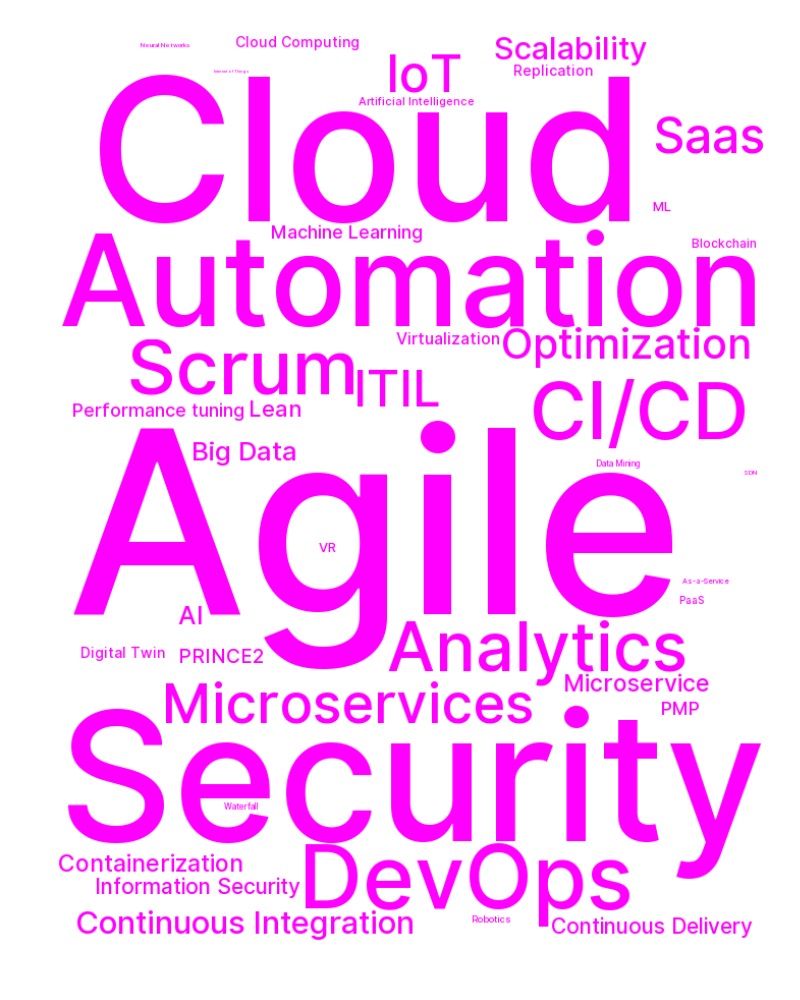 Neural Networks
Cloud Computing
Scalability
IoT
Replication
Internet of Things
Artificial Intelligence
Cloud
Saas
ML
Machine Learning
Blockchain
Automation
Virtualization
Optimization
Scrum
ITIL
CI/CD
Performance tuning
Lean
Big Data
Data Mining
SDN
Agile
VR
As-a-Service
PaaS
AI
Digital Twin
PRINCE2
Analytics
Microservice
Microservices
PMP
Security
Waterfall
Containerization
DevOps
Information Security
Continuous Integration
Robotics
Continuous Delivery